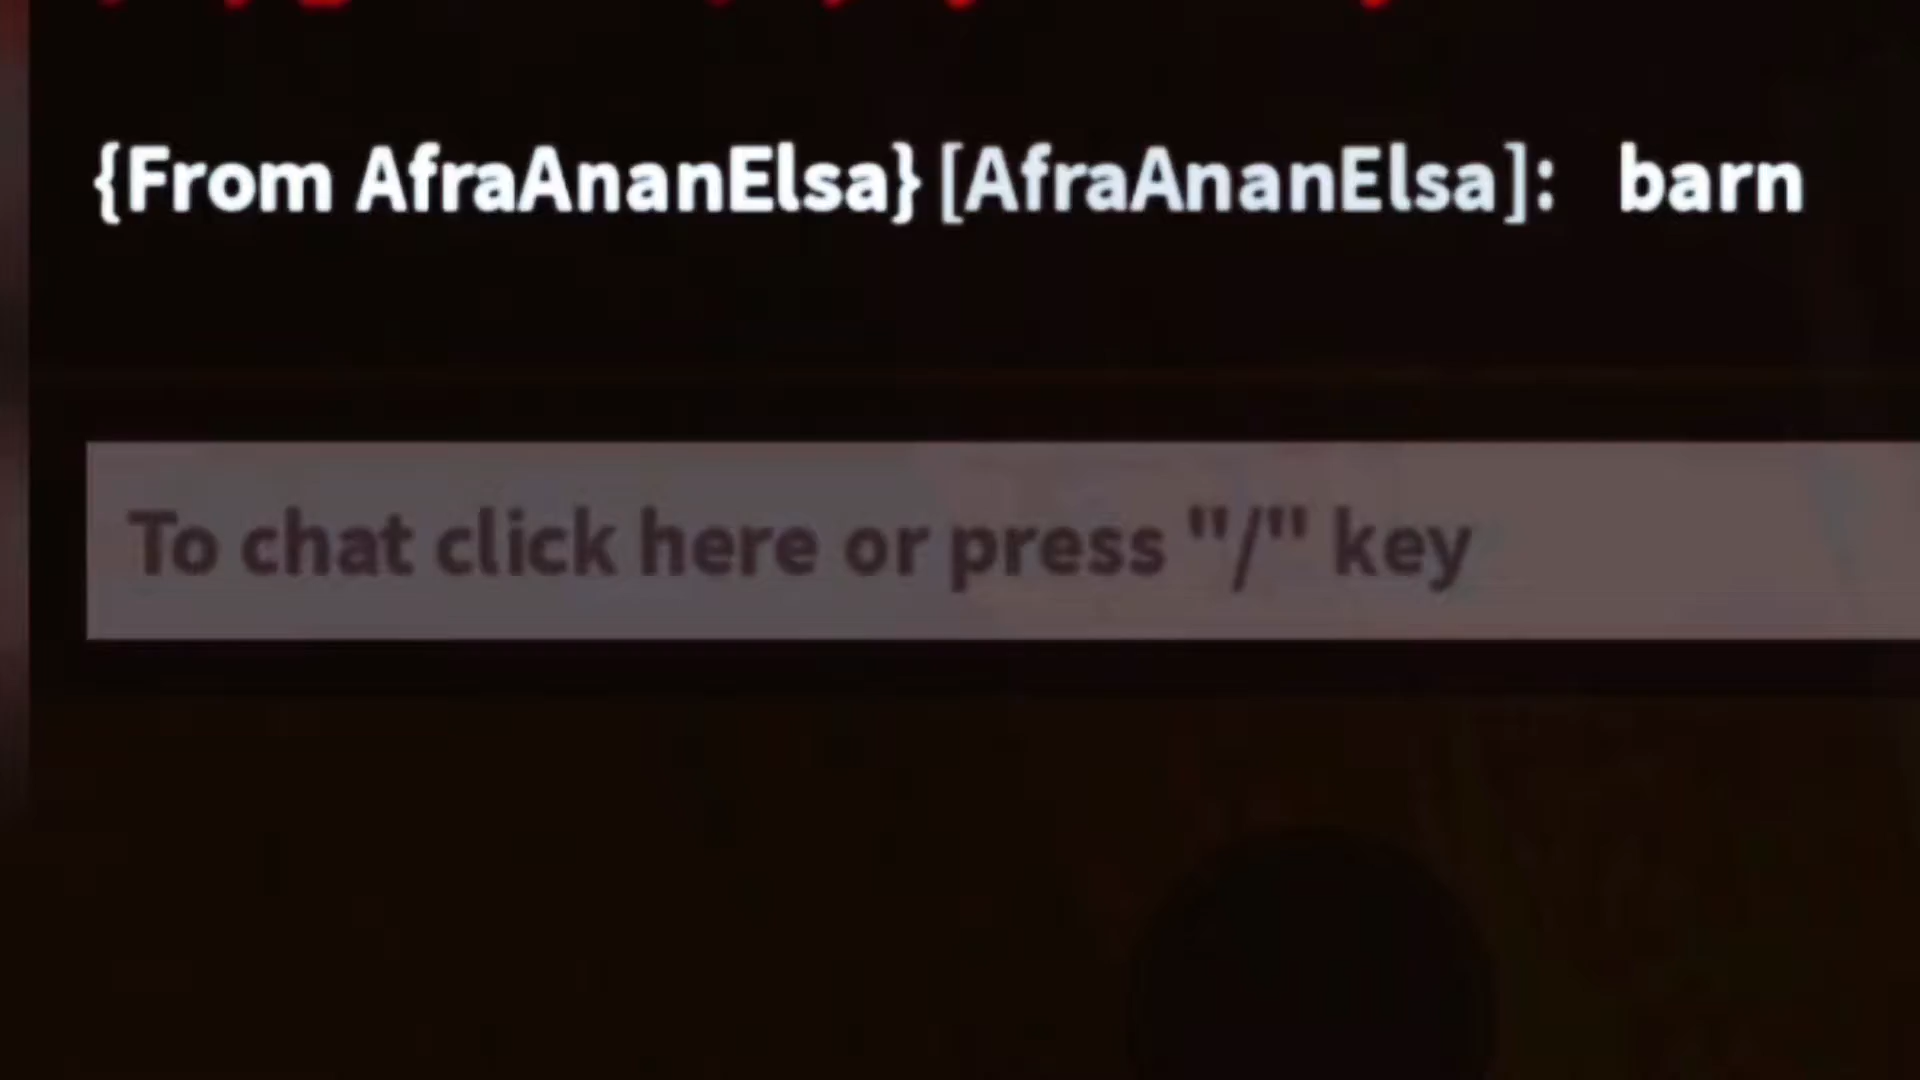 {From AfraAnanElsa} [AfraAnanElsa]: barn
To chat click here or press "/" key